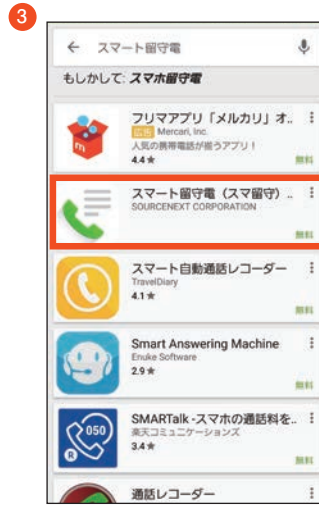 3
スマート留守電
もしかして: スマホ留守電
フリマアプリ「メルカリ」オ..
広告 Mercari, Inc.
人気の携帯電話が揃うアプリ！
4.4★
無料
スマート留守電（スマ留守）..
SOURCENEXT CORPORATION
無料
スマート自動通話レコーダー
TravelDiary
4.1★
無料
Smart Answering Machine
Enuke Software
2.9★
無料
050
R
SMARTalk -スマホの通話料を..
楽天コミュニケーションズ
3.4★
無料
通話レコーダー